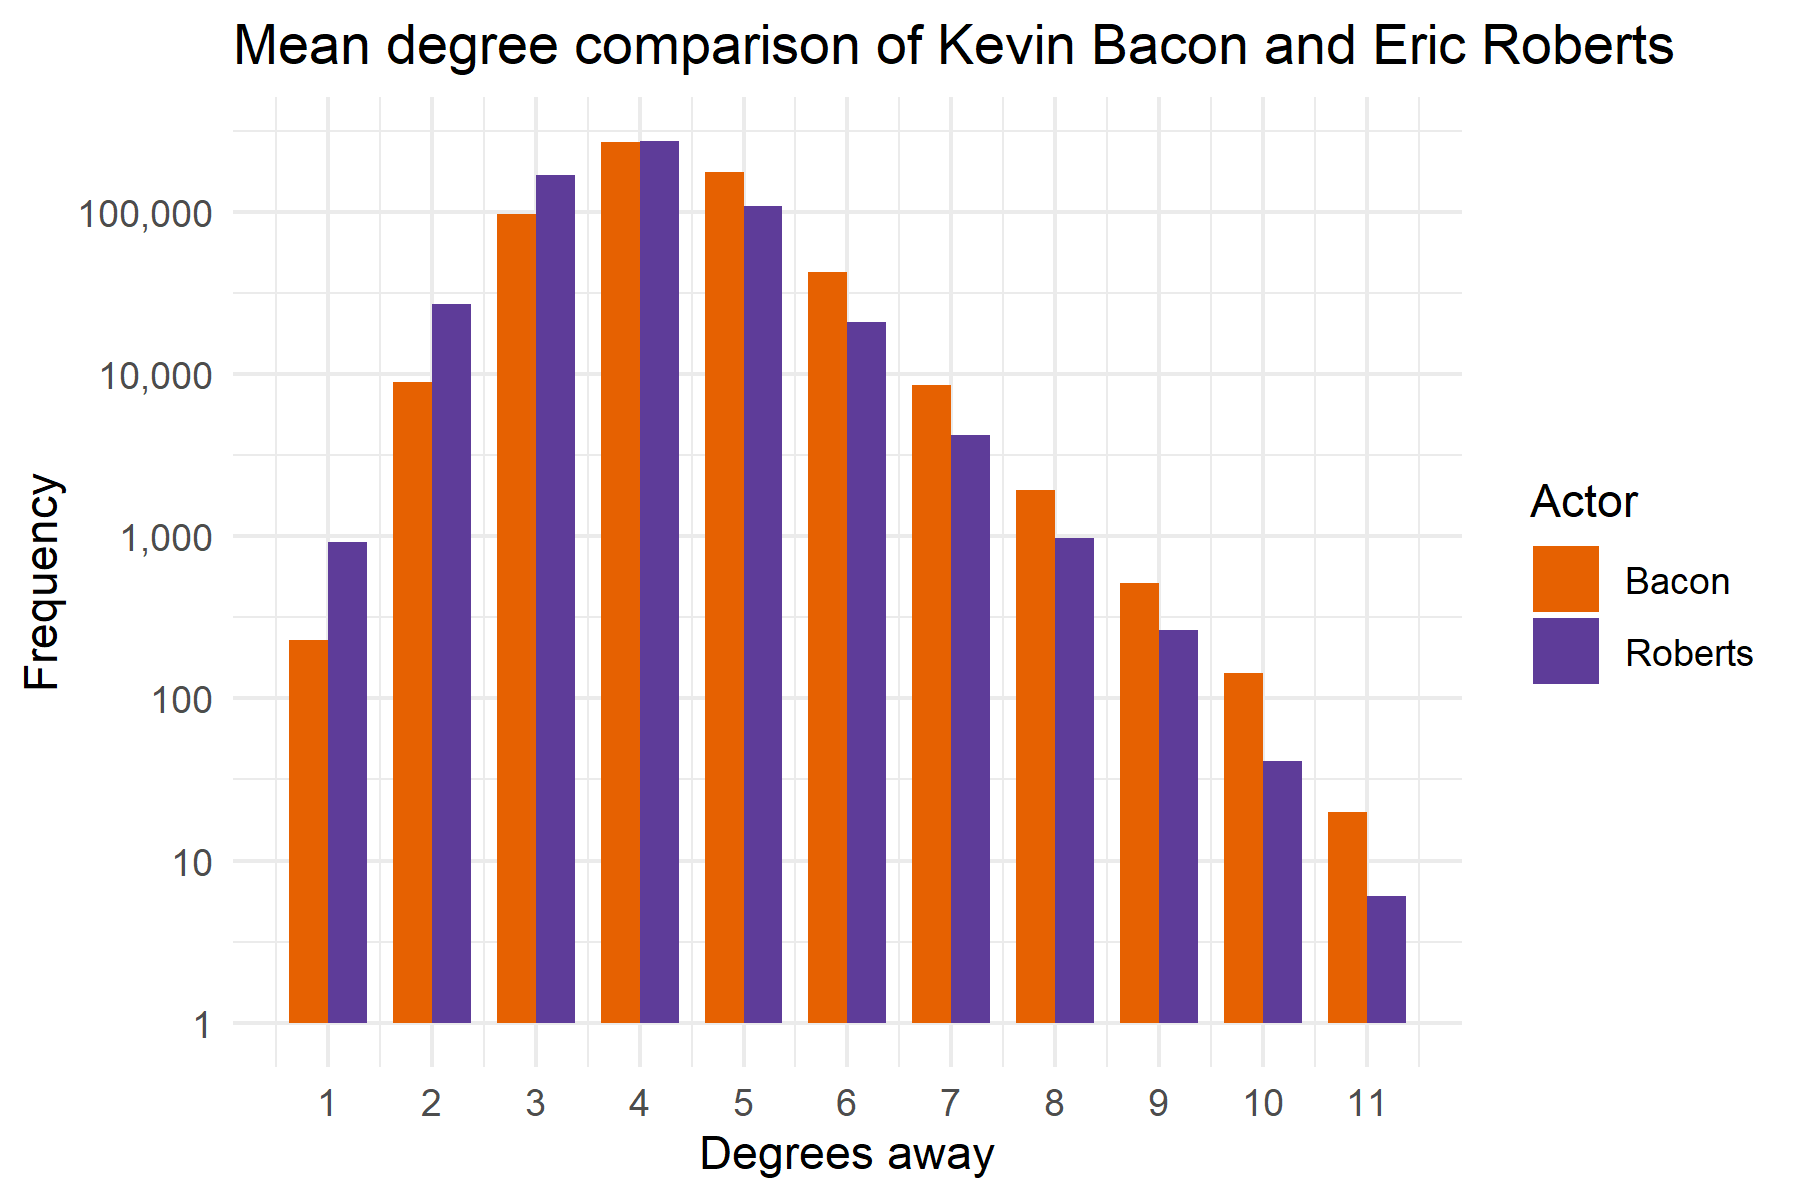 Mean degree comparison of Kevin Bacon and Eric Roberts
Frequency
100,000
10,000
1,000
100
10
1
1 2 3 4 5 6 7 8 9 10 11
Degrees away
Actor
Bacon
Roberts